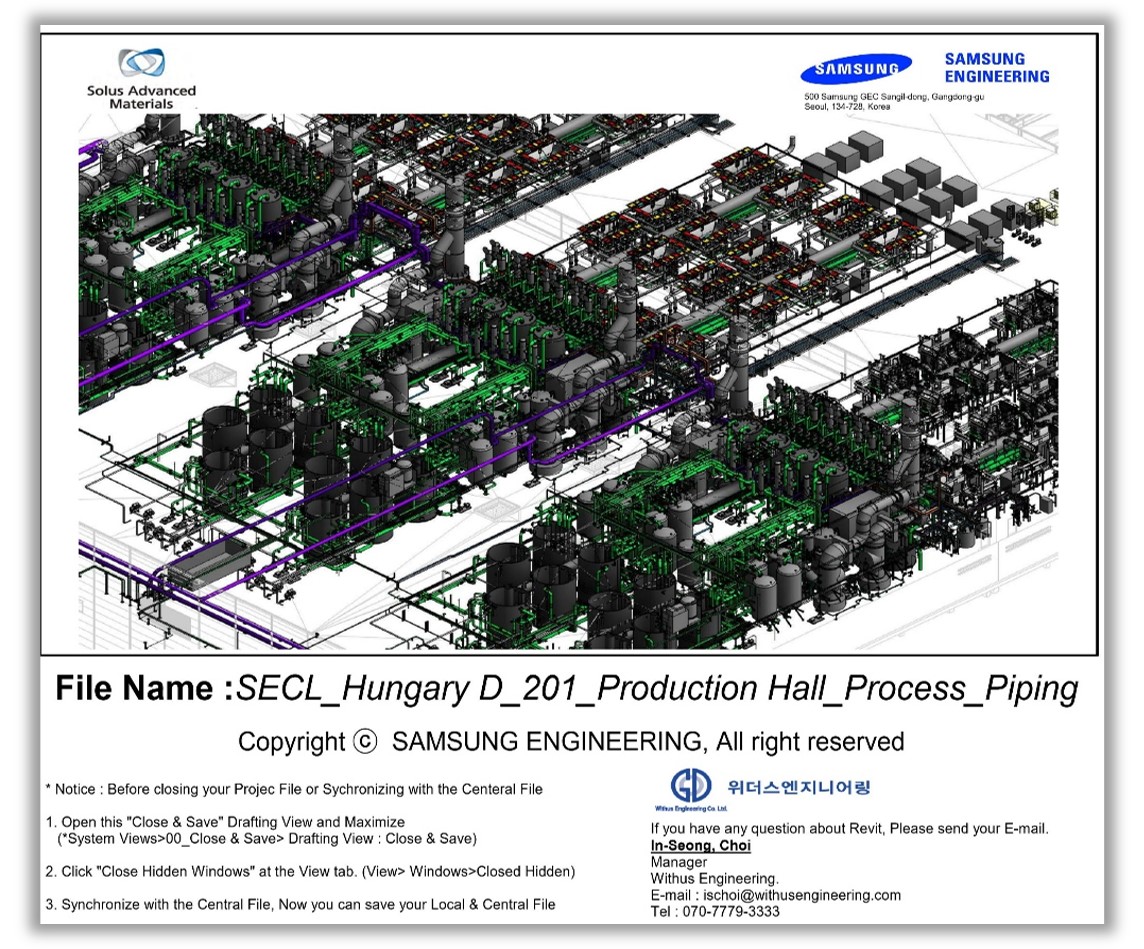 Solus Advanced
Materials
SAMSUNG
SAMSUNG
ENGINEERING
500 Samsung GEC Sangil-dong, Gangdong-gu
Seoul, 134-728, Korea
File Name :SECL_Hungary D_201_Production Hall_Process_Piping
Copyright ⓒ SAMSUNG ENGINEERING, All right reserved
* Notice : Before closing your Projec File or Sychronizing with the Centeral File
1. Open this "Close & Save" Drafting View and Maximize
(*System Views>00_Close & Save> Drafting View : Close & Save)
2. Click "Close Hidden Windows" at the View tab. (View> Windows>Closed Hidden)
3. Synchronize with the Central File, Now you can save your Local & Central File
위더스엔지니어링
Withus Engineering Co. Ltd.
If you have any question about Revit, Please send your E-mail.
In-Seong, Choi
Manager
Withus Engineering.
E-mail : ischoi@withusengineering.com
Tel : 070-7779-3333